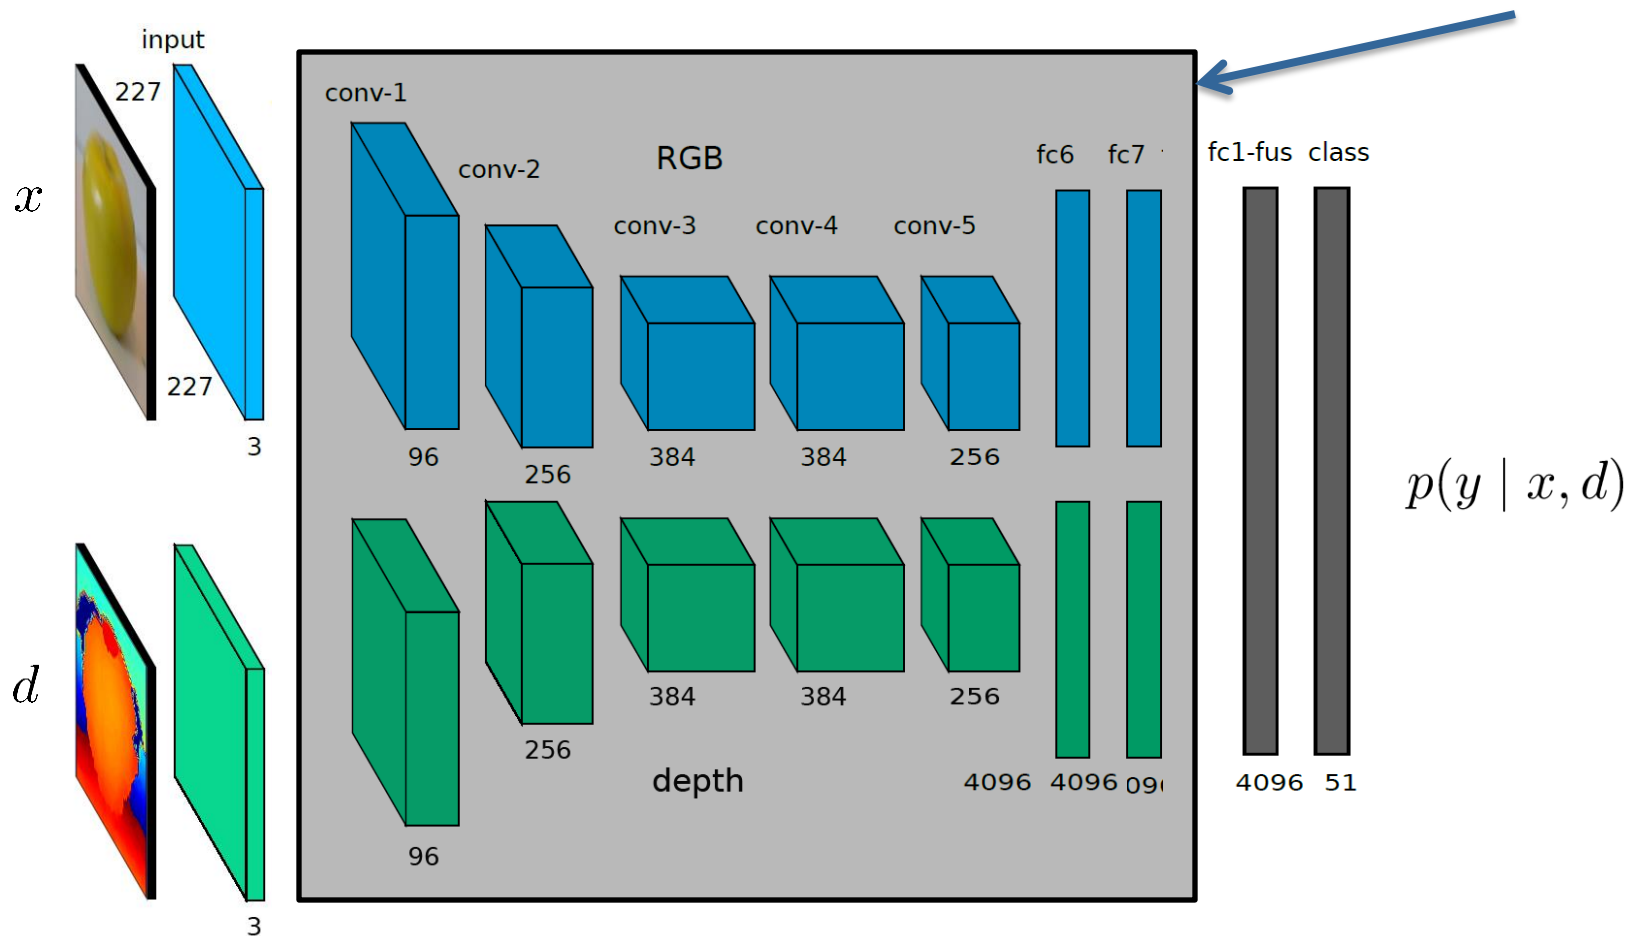 input
227
x
227
3
conv-1
conv-2
RGB
conv-3
conv-4
conv-5
fc6
fc7
fc1-fus
class
96
256
384
384
256
p(y | x, d)
d
3
96
256
384
384
256
depth
4096
4096
4096
51